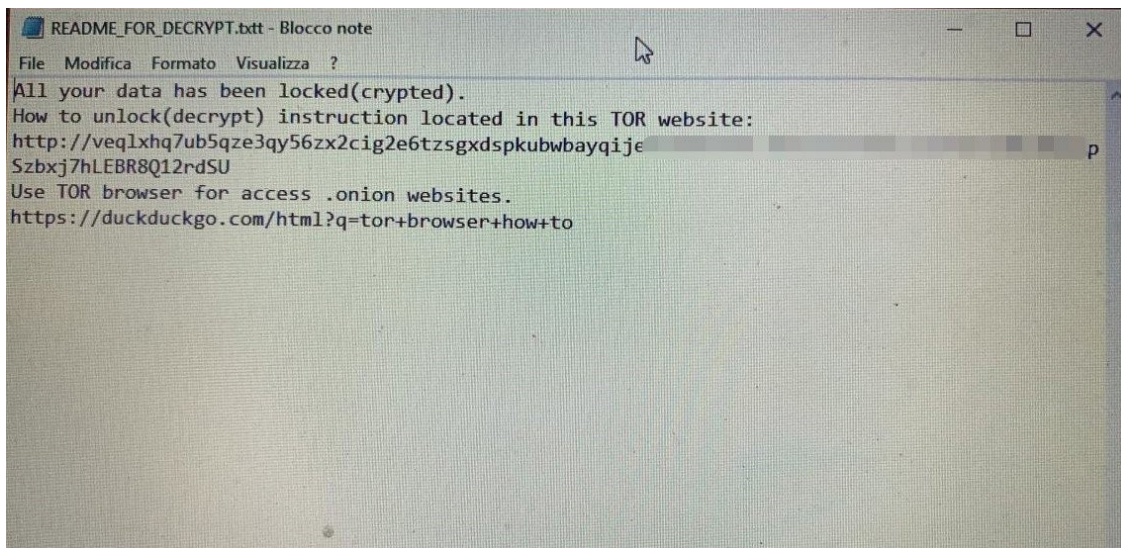 README_FOR_DECRYPT.txtt - Blocco note
File Modifica Formato Visualizza ?
All your data has been locked(crypted).
How to unlock(decrypt) instruction located in this TOR website:
http://veqlxhq7ub5qze3qy56zx2cig2e6tzsgxdspkubwbayqije p
Szbxj7hLEBR8Q12rdSU
Use TOR browser for access .onion websites.
https://duckduckgo.com/html?q=tor+browser+how+to